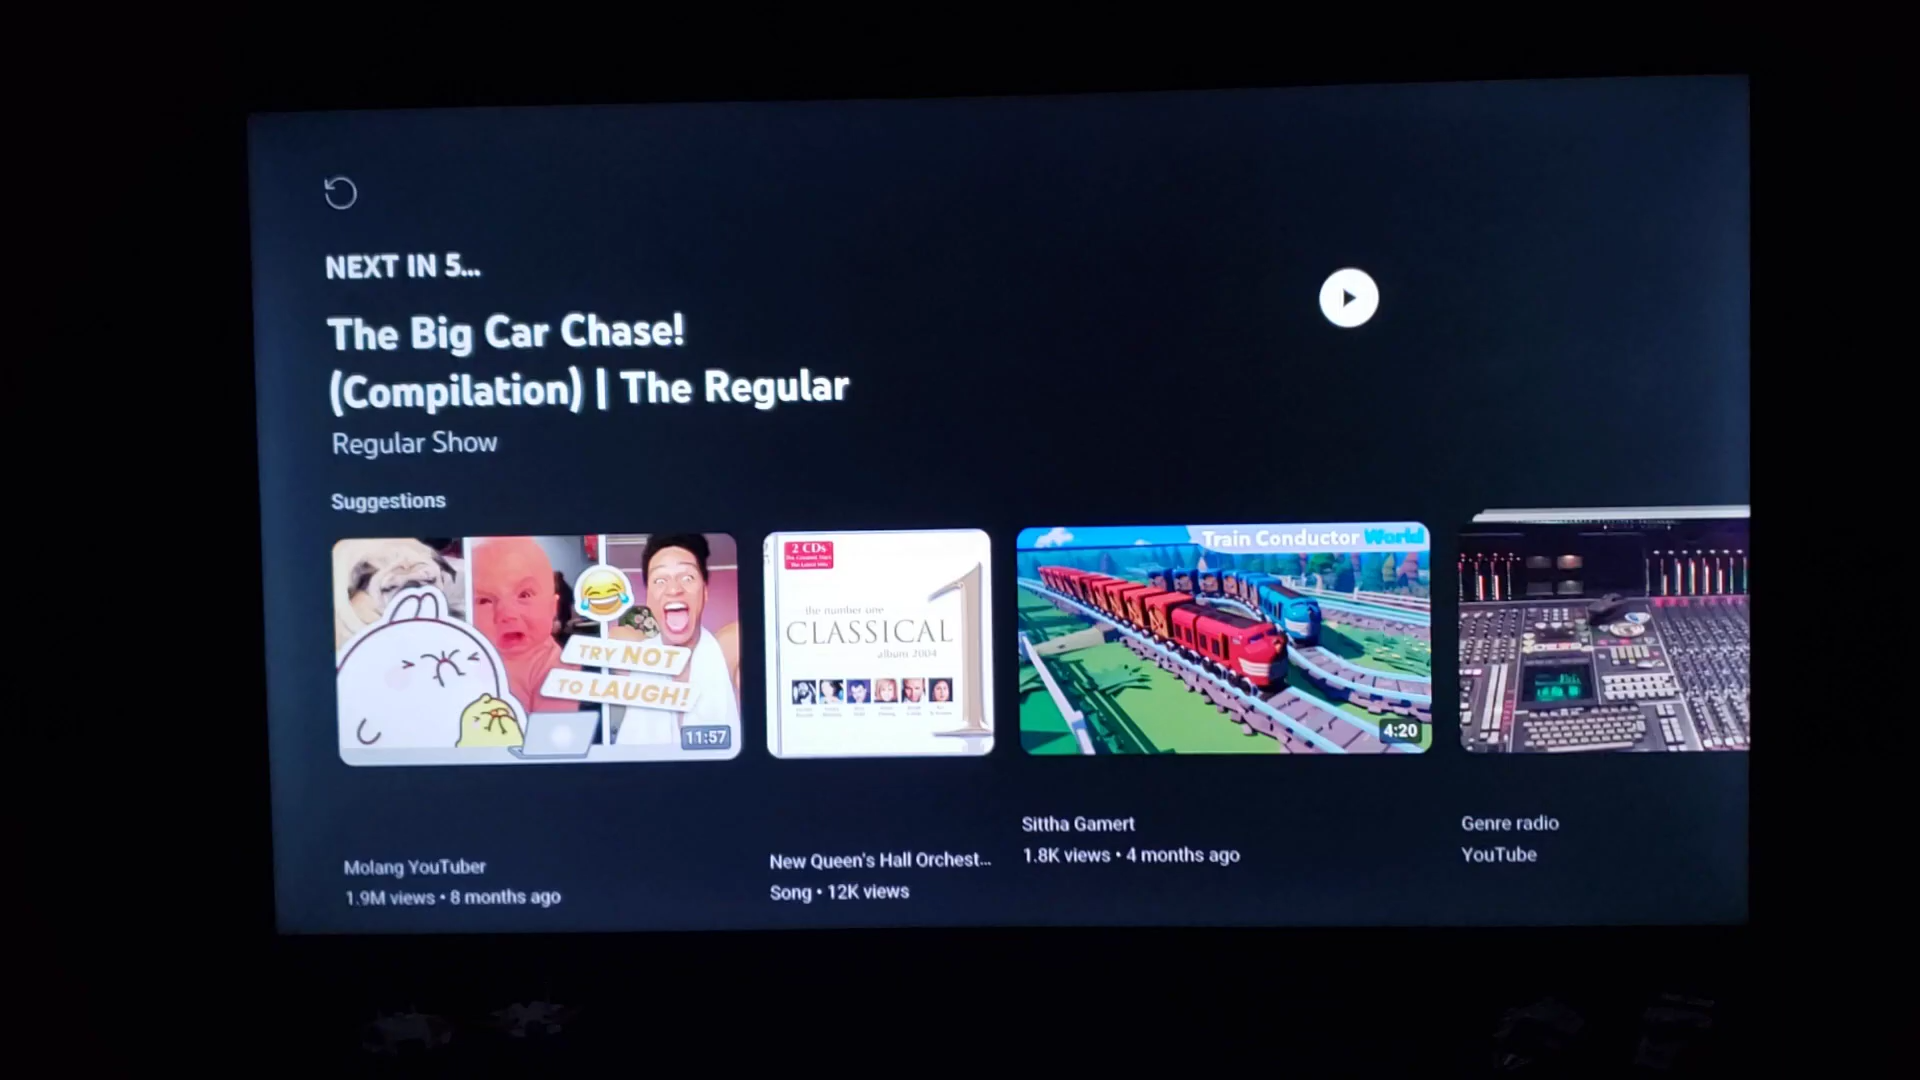 NEXT IN 5...
The Big Car Chase!
(Compilation) | The Regular
Regular Show
Suggestions
TRY NOT
TO LAUGH!
11:57
Molang YouTuber
1.9M views • 8 months ago
2 CDs
the number one
CLASSICAL
album 2004
1
New Queen's Hall Orchest...
Song • 12K views
Train Conductor World
4:20
Sittha Gamert
1.8K views • 4 months ago
Genre radio
YouTube